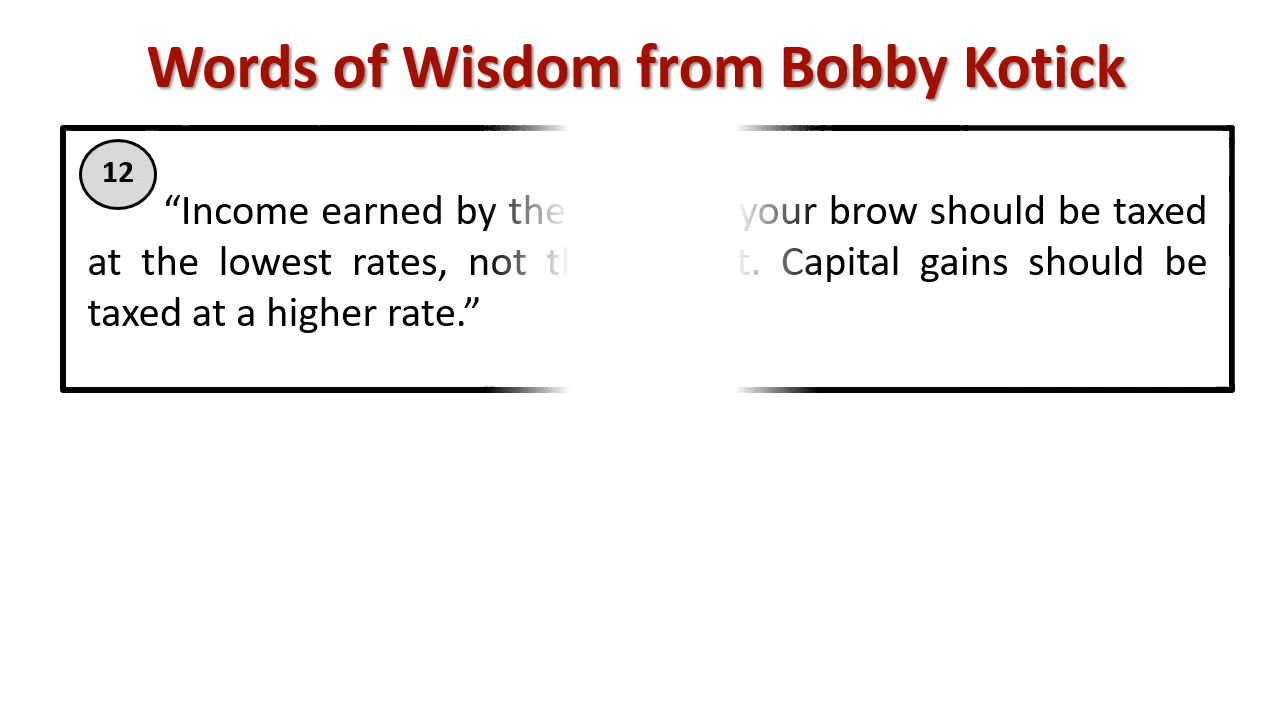 Words of Wisdom from Bobby Kotick
12
“Income earned by the your brow should be taxed
at the lowest rates, not Capital gains should be
taxed at a higher rate.”